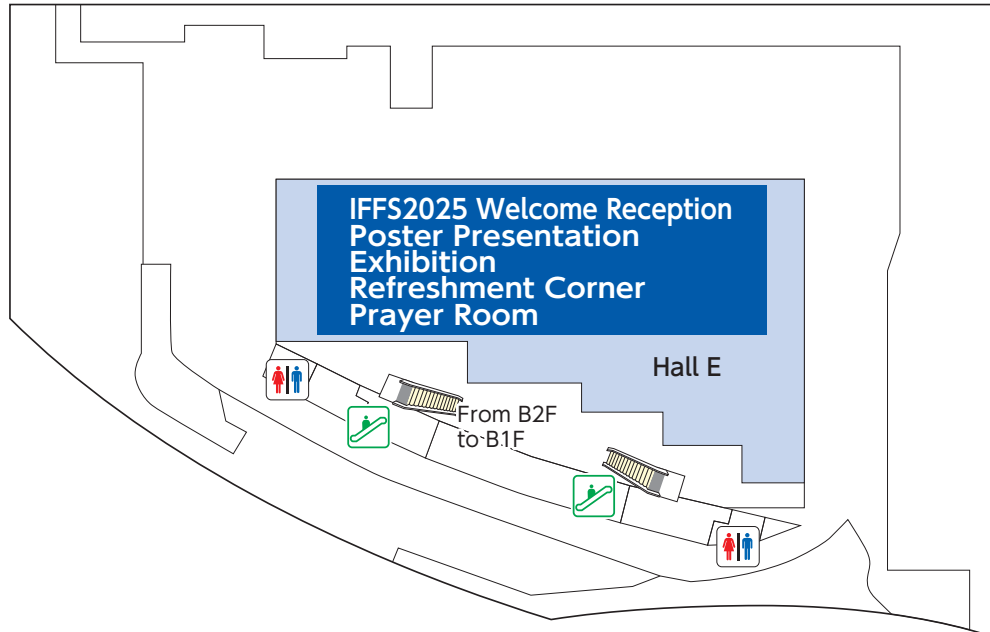 IFFS2025 Welcome Reception
Poster Presentation
Exhibition
Refreshment Corner
Prayer Room
Hall E
From B2F
to B1F